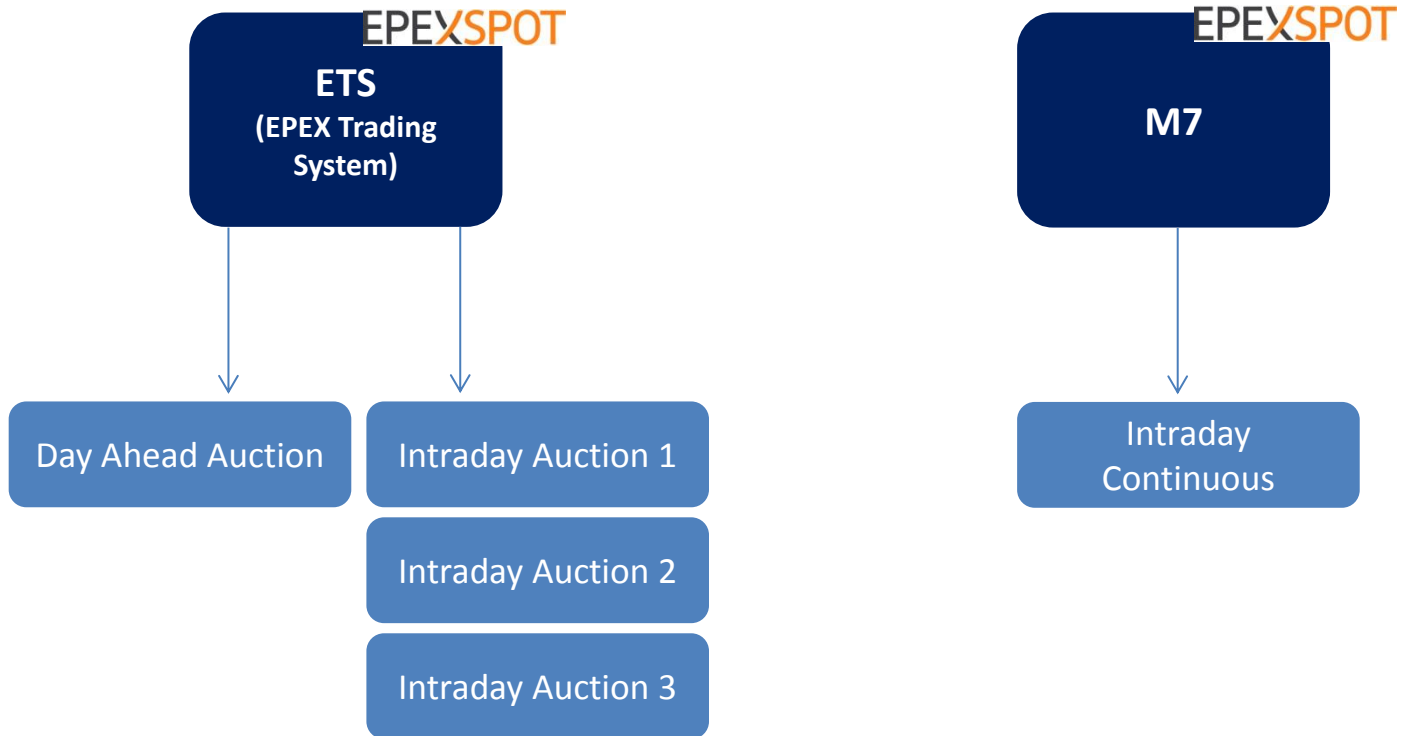 EPEXSPOT
ETS
(EPEX Trading
System)
EPEXSPOT
M7
Day Ahead Auction
Intraday Auction 1
Intraday Auction 2
Intraday Auction 3
Intraday
Continuous